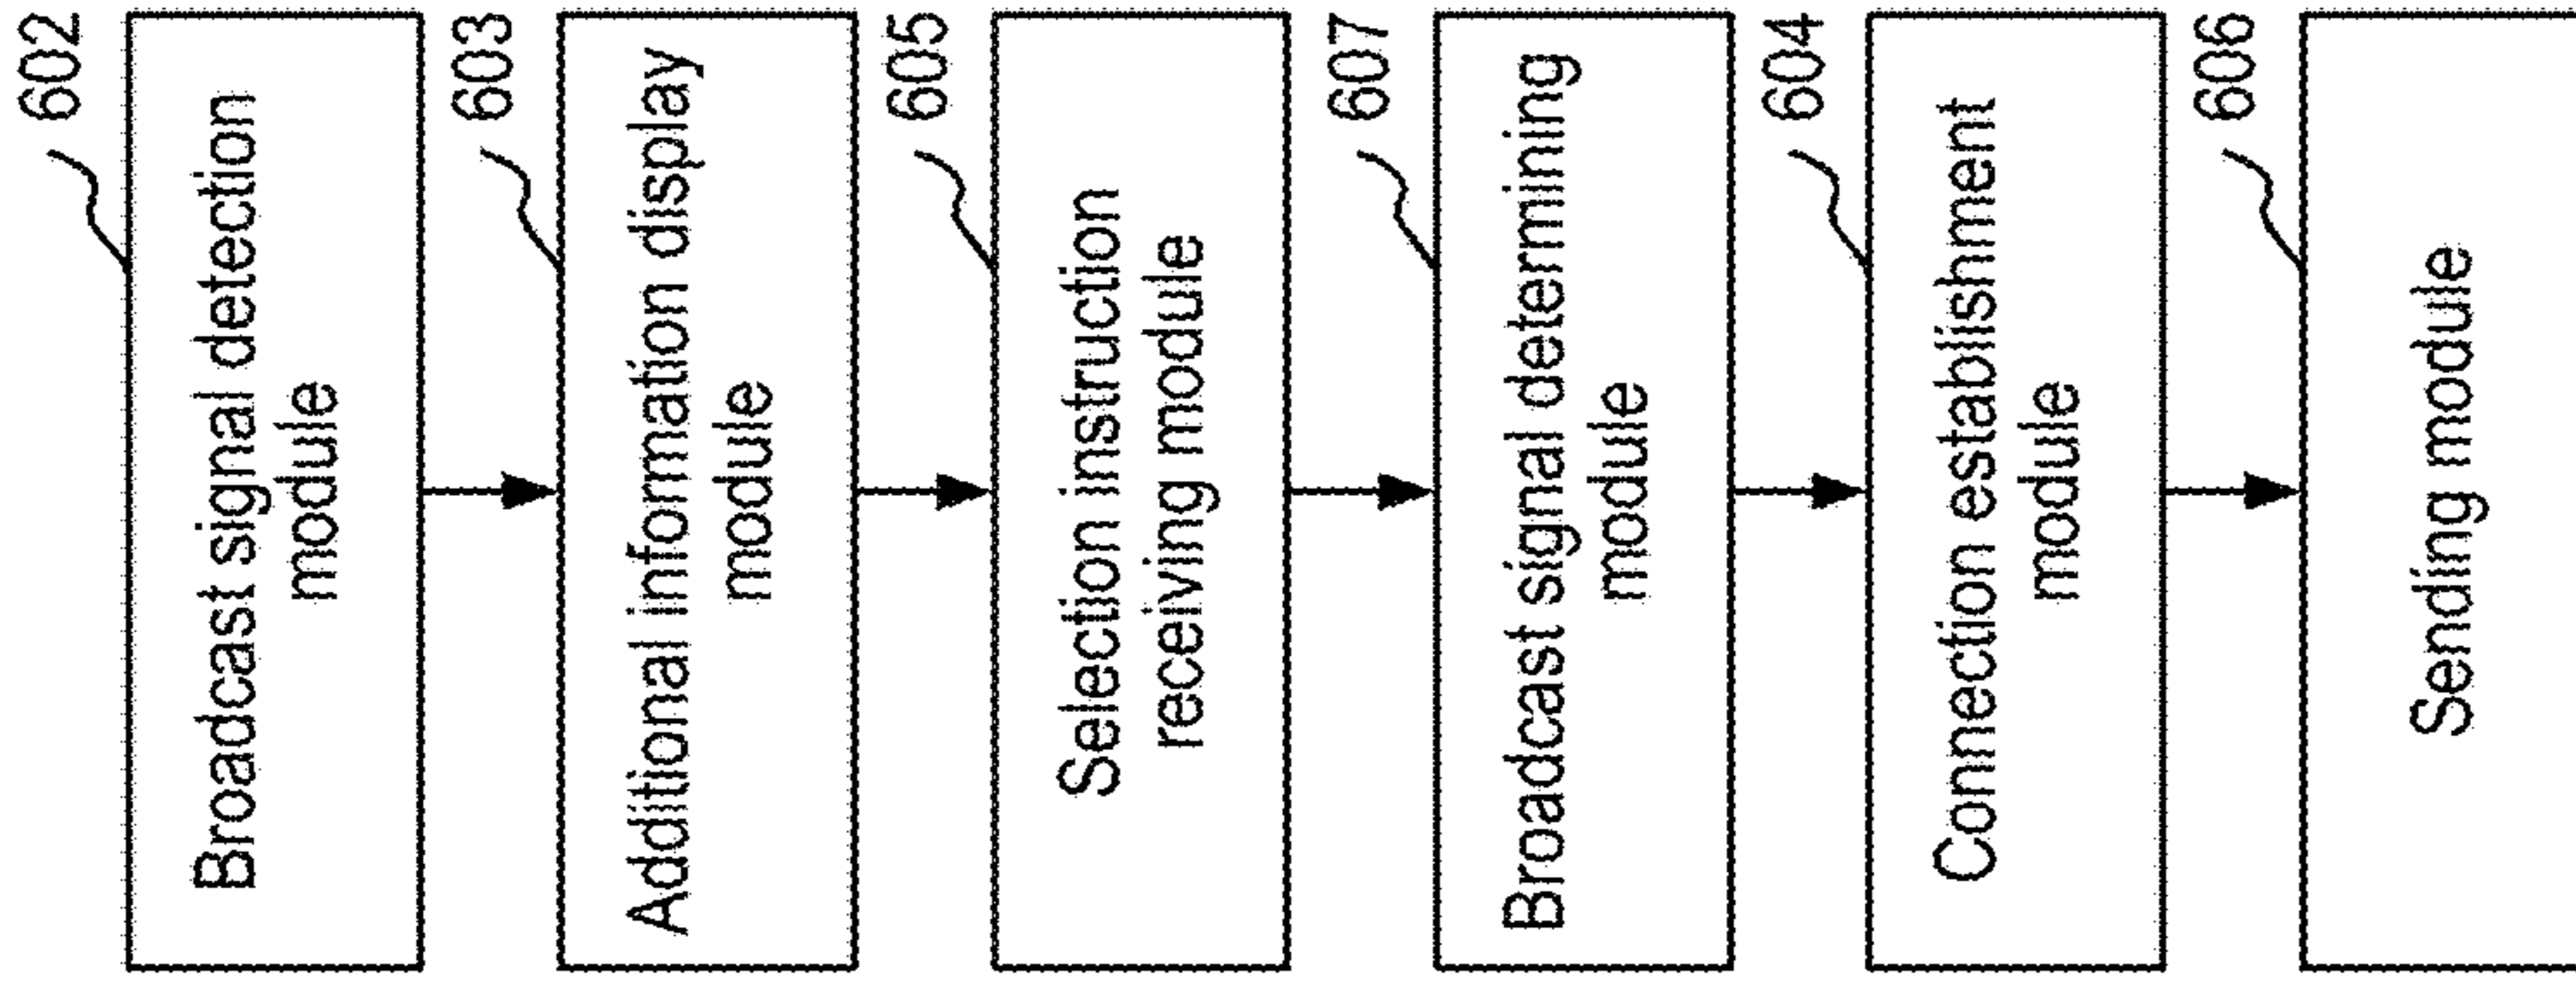 602
Broadcast signal detection
module
603
Additional information display
module
605
Selection instruction
receiving module
607
Broadcast signal determining
module
604
Connection establishment
module
606
Sending module